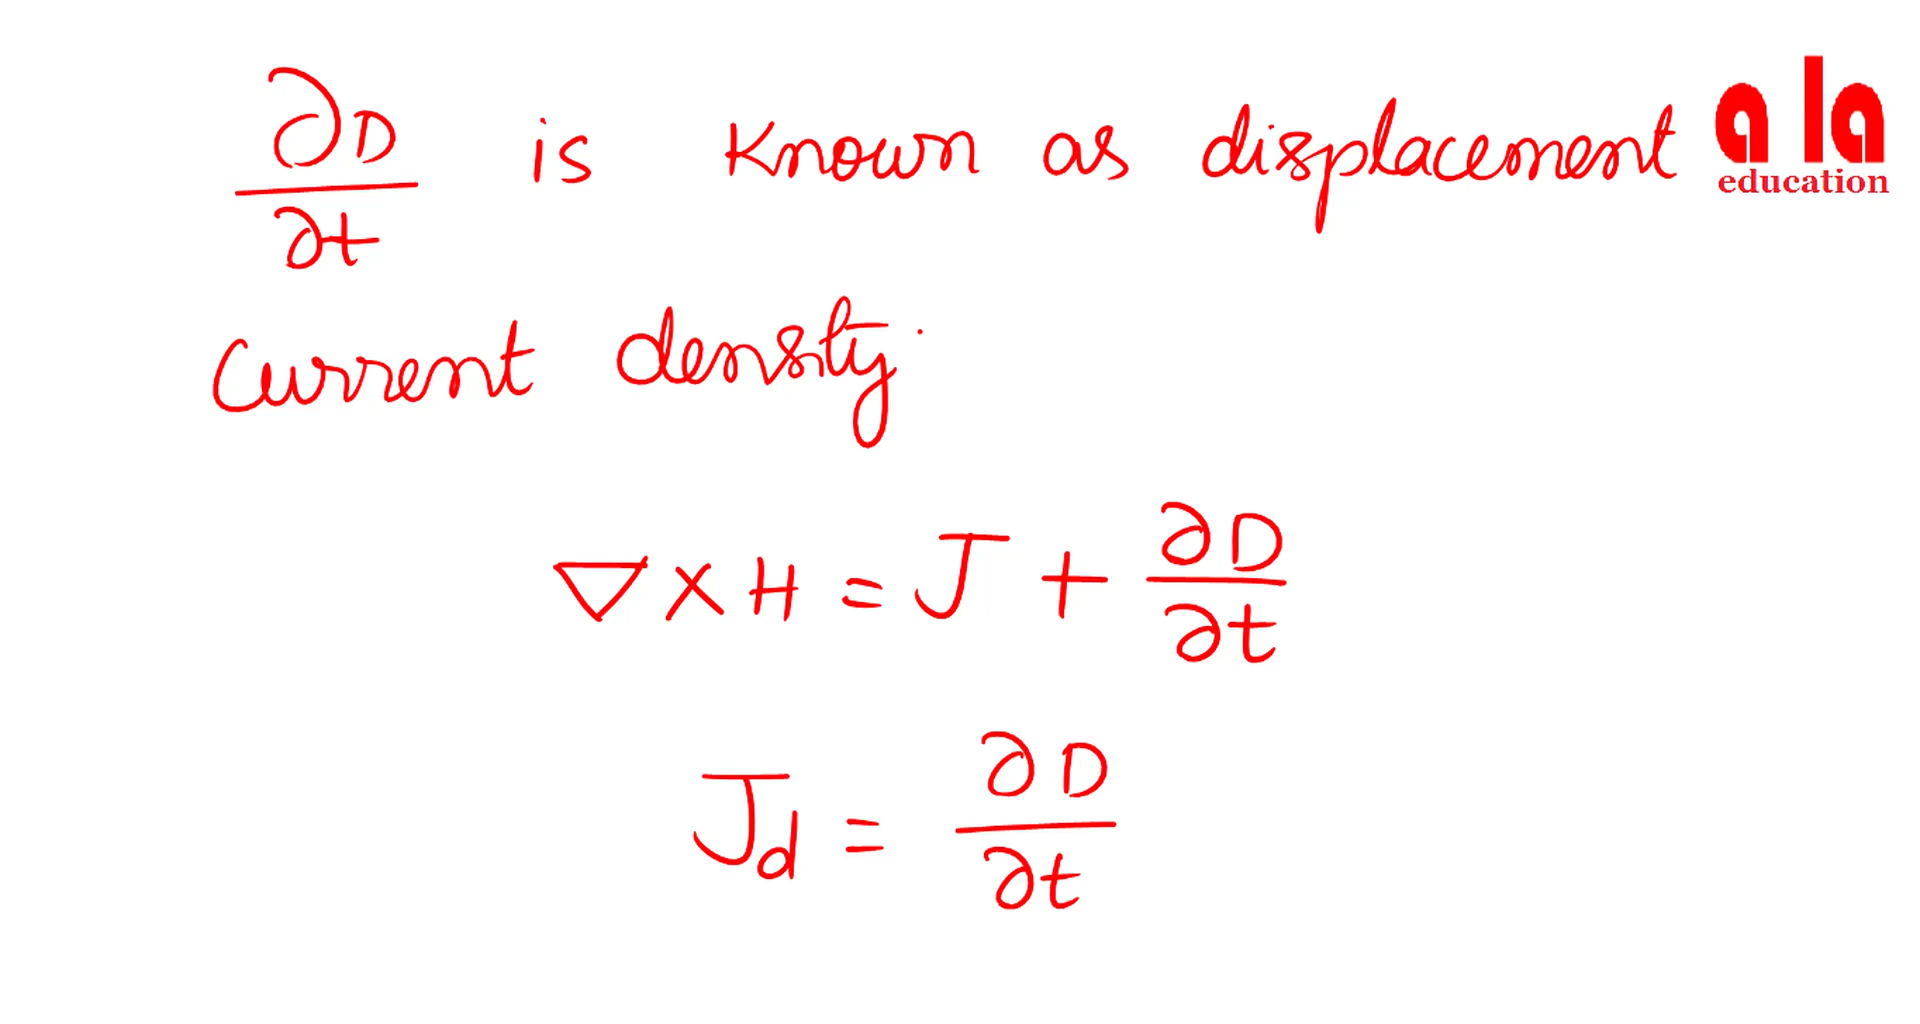 ∂D/∂t is known as displacement
a la
education
current density.
∇ × H = J + ∂D/∂t
J_d = ∂D/∂t